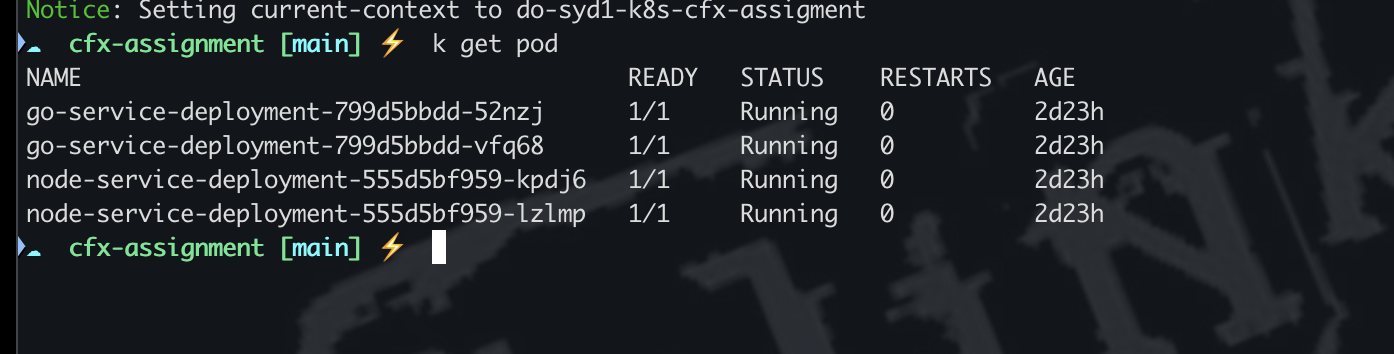 Notice: Setting current-context to do-syd1-k8s-cfx-assigment
cfx-assignment [main] ⚡ k get pod
NAME READY STATUS RESTARTS AGE
go-service-deployment-799d5bbdd-52nzj 1/1 Running 0 2d23h
go-service-deployment-799d5bbdd-vfq68 1/1 Running 0 2d23h
node-service-deployment-555d5bf959-kpdj6 1/1 Running 0 2d23h
node-service-deployment-555d5bf959-lzlmp 1/1 Running 0 2d23h
cfx-assignment [main] ⚡